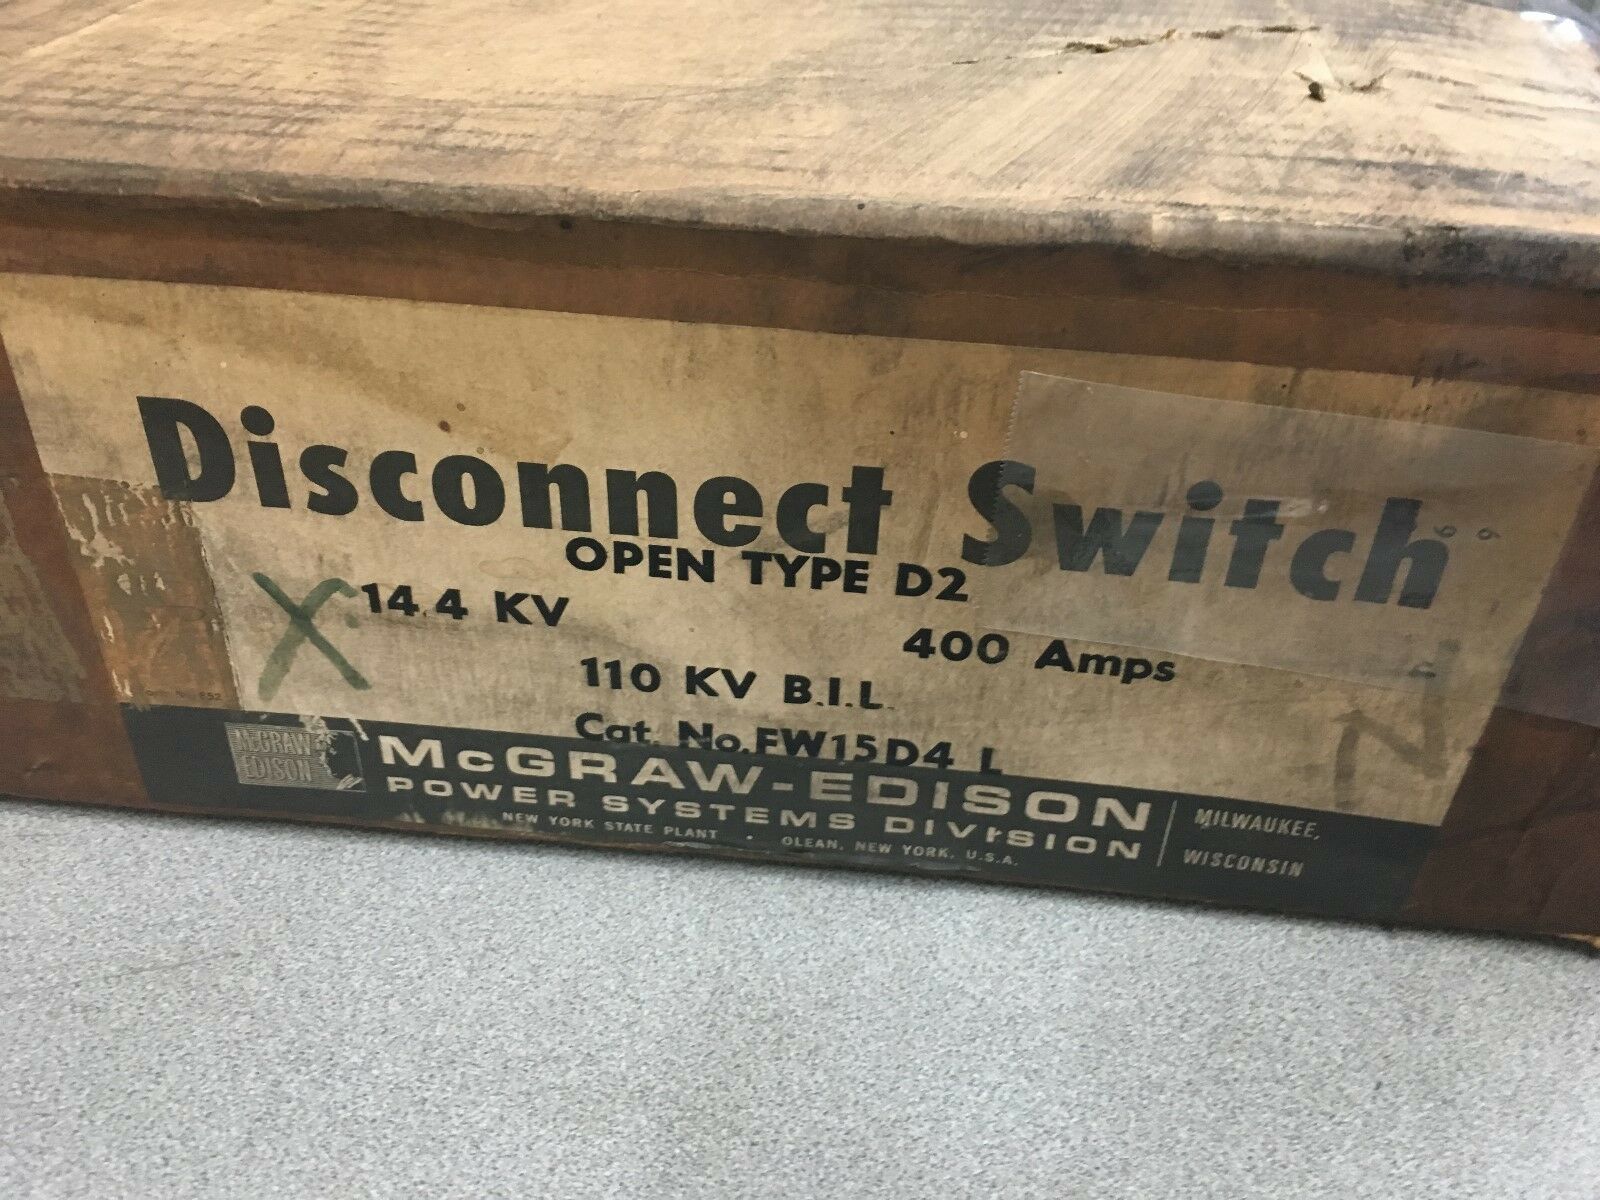 Disconnect Switch
OPEN TYPE D2
14.4 KV
400 Amps
110 KV B.I.L.
Cat. No. FW15D4 L
McGRAW EDISON
McGRAW-EDISON
POWER SYSTEMS DIVISION
NEW YORK STATE PLANT • OLEAN, NEW YORK, U.S.A.
MILWAUKEE,
WISCONSIN
X